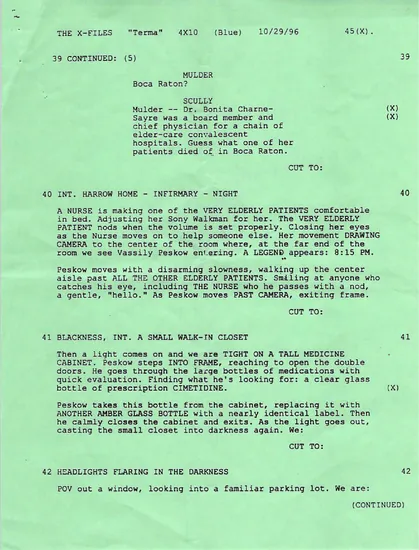 THE X-FILES "Terma" 4X10 (Blue) 10/29/96 45(X).
39 CONTINUED: (5) 39
MULDER
Boca Raton?
SCULLY
Mulder -- Dr. Bonita Charne- (X)
Sayre was a board member and (X)
chief physician for a chain of
elder-care convalescent
hospitals. Guess what one of her
patients died of in Boca Raton.
CUT TO:
40 INT. HARROW HOME - INFIRMARY - NIGHT 40
A NURSE is making one of the VERY ELDERLY PATIENTS comfortable
in bed. Adjusting her Sony Walkman for her. The VERY ELDERLY
PATIENT nods when the volume is set properly. Closing her eyes
as the Nurse moves on to help someone else. Her movement DRAWING
CAMERA to the center of the room where, at the far end of the
room we see Vassily Peskow entering. A LEGEND appears: 8:15 PM.
Peskow moves with a disarming slowness, walking up the center
aisle past ALL THE OTHER ELDERLY PATIENTS. Smiling at anyone who
catches his eye, including THE NURSE who he passes with a nod,
a gentle, "hello." As Peskow moves PAST CAMERA, exiting frame.
CUT TO:
41 BLACKNESS, INT. A SMALL WALK-IN CLOSET 41
Then a light comes on and we are TIGHT ON A TALL MEDICINE
CABINET. Peskow steps INTO FRAME, reaching to open the double
doors. He goes through the large bottles of medications with
quick evaluation. Finding what he's looking for: a clear glass
bottle of prescription CIMETIDINE. (X)
Peskow takes this bottle from the cabinet, replacing it with
ANOTHER AMBER GLASS BOTTLE with a nearly identical label. Then
he calmly closes the cabinet and exits. As the light goes out,
casting the small closet into darkness again. We:
CUT TO:
42 HEADLIGHTS FLARING IN THE DARKNESS 42
POV out a window, looking into a familiar parking lot. We are:
(CONTINUED)